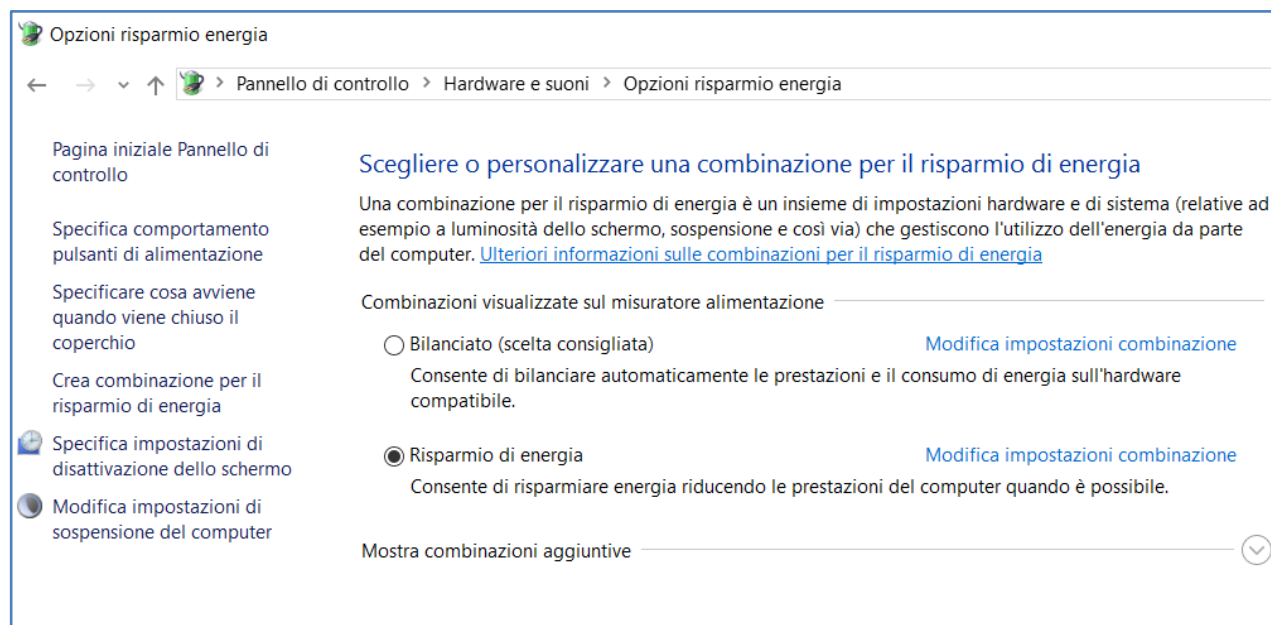 Opzioni risparmio energia
Pannello di controllo > Hardware e suoni > Opzioni risparmio energia
Pagina iniziale Pannello di
controllo
Specifica comportamento
pulsanti di alimentazione
Specificare cosa avviene
quando viene chiuso il
coperchio
Crea combinazione per il
risparmio di energia
Specifica impostazioni di
disattivazione dello schermo
Modifica impostazioni di
sospensione del computer
Scegliere o personalizzare una combinazione per il risparmio di energia
Una combinazione per il risparmio di energia è un insieme di impostazioni hardware e di sistema (relative ad
esempio a luminosità dello schermo, sospensione e così via) che gestiscono l'utilizzo dell'energia da parte
del computer. Ulteriori informazioni sulle combinazioni per il risparmio di energia
Combinazioni visualizzate sul misuratore alimentazione
Bilanciato (scelta consigliata) Modifica impostazioni combinazione
Consente di bilanciare automaticamente le prestazioni e il consumo di energia sull'hardware
compatibile.
Risparmio di energia Modifica impostazioni combinazione
Consente di risparmiare energia riducendo le prestazioni del computer quando è possibile.
Mostra combinazioni aggiuntive